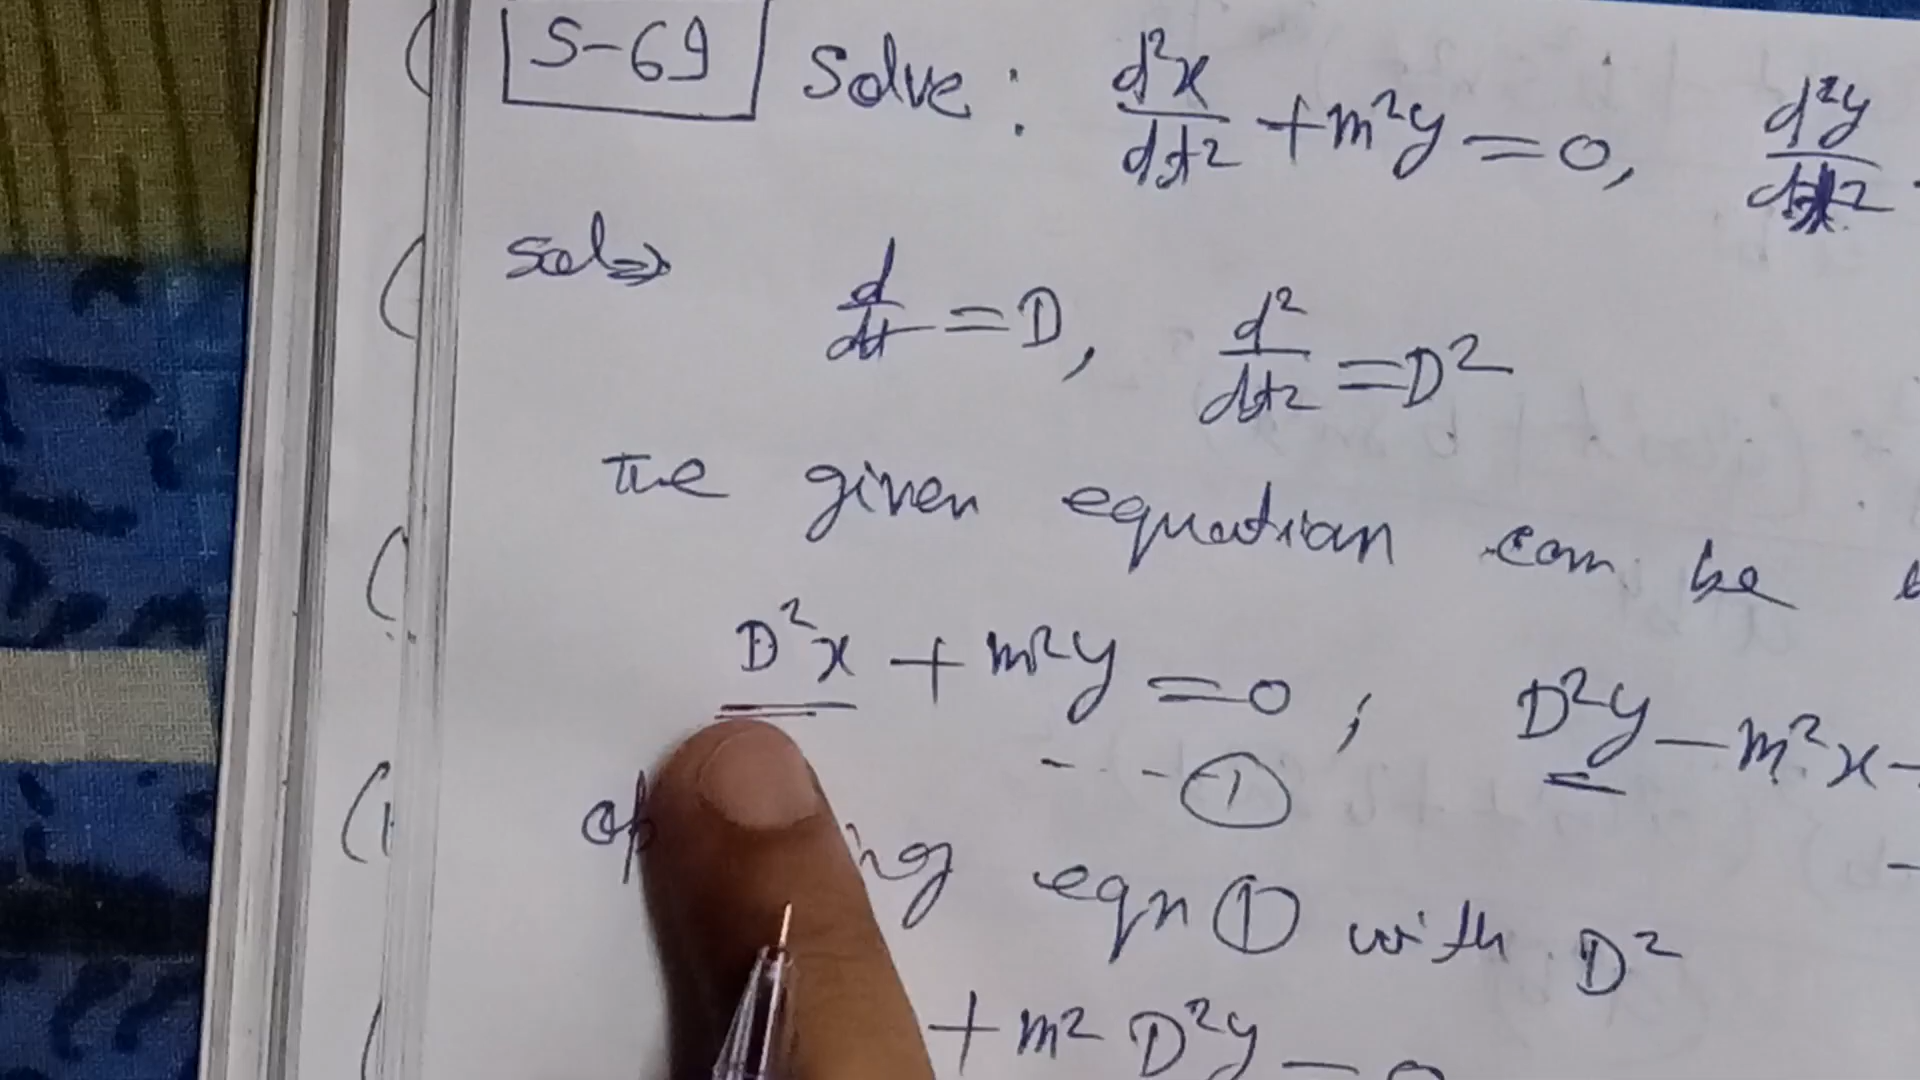 S-69 Solve: d²x/dt² + m²y = 0, d²y/dt²
Sol⇒ d/dt = D, d²/dt² = D²
The given equation can be
D²x + m²y = 0 ; D²y - m²x -
- - ①
eqn ① with D²
+ m² D²y = 0